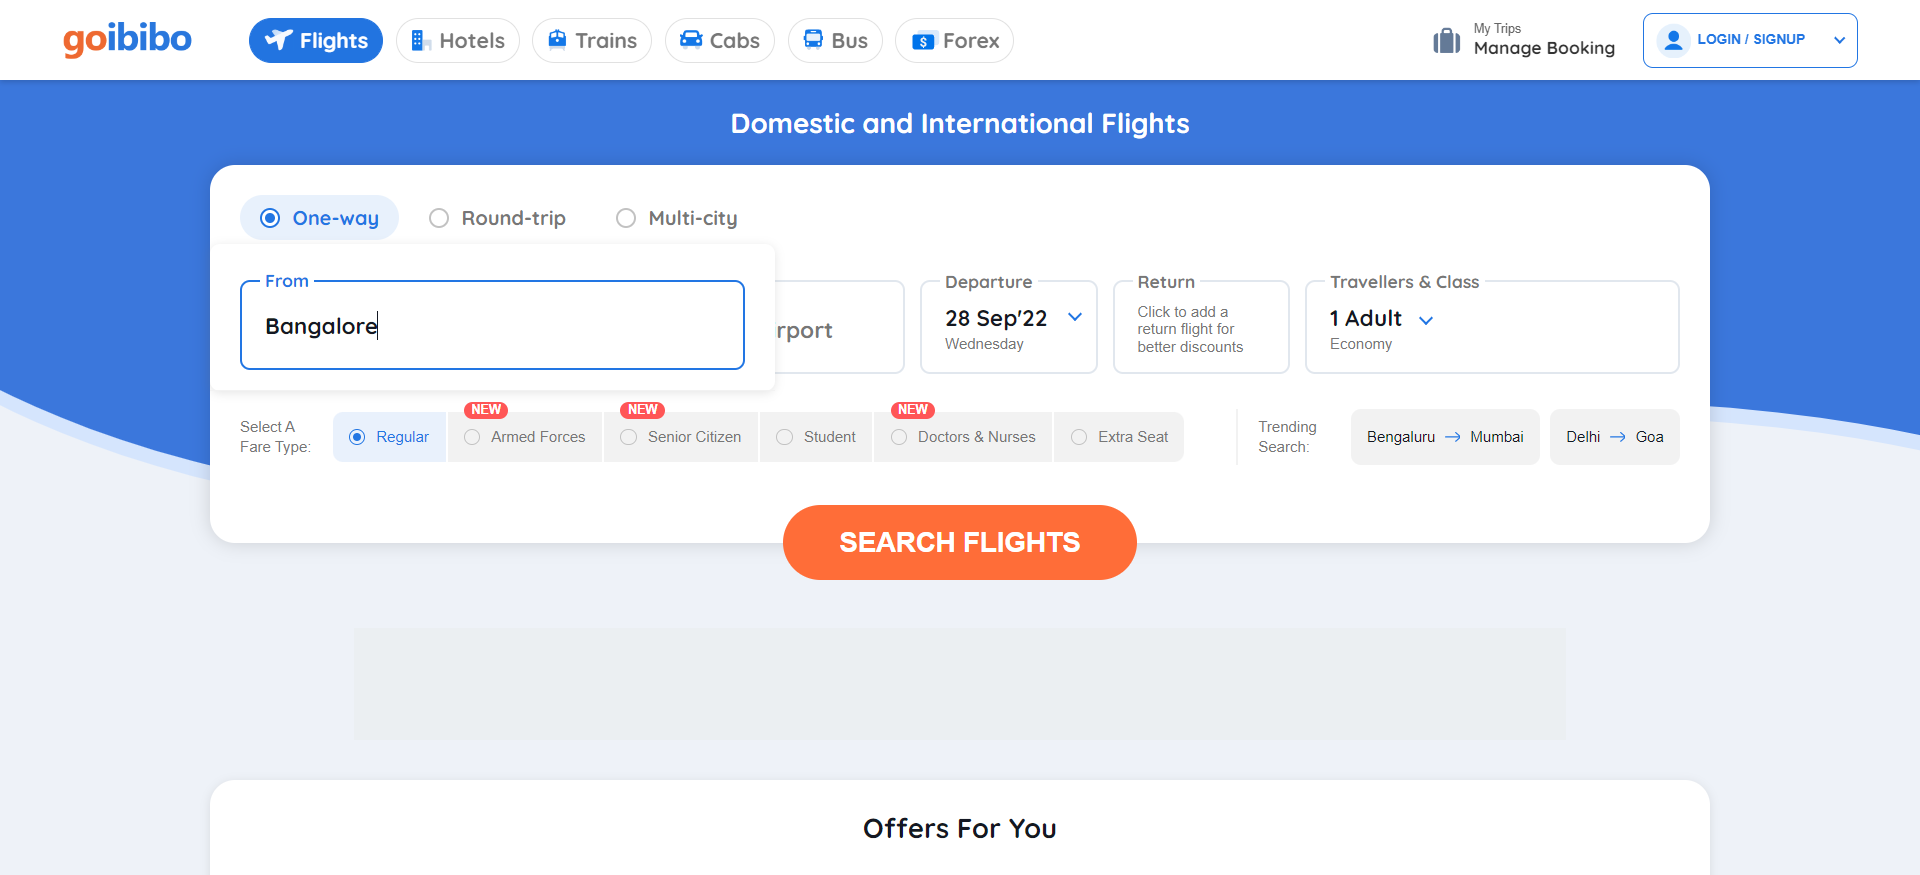 goibibo
Flights
Hotels
Trains
Cabs
Bus
Forex
My Trips
Manage Booking
LOGIN / SIGNUP
Domestic and International Flights
One-way
Round-trip
Multi-city
From
Bangalore
rport
Departure
28 Sep'22
Wednesday
Return
Click to add a
return flight for
better discounts
Travellers & Class
1 Adult
Economy
Select A
Fare Type:
Regular
NEW
Armed Forces
NEW
Senior Citizen
Student
NEW
Doctors & Nurses
Extra Seat
Trending
Search:
Bengaluru → Mumbai
Delhi → Goa
SEARCH FLIGHTS
Offers For You